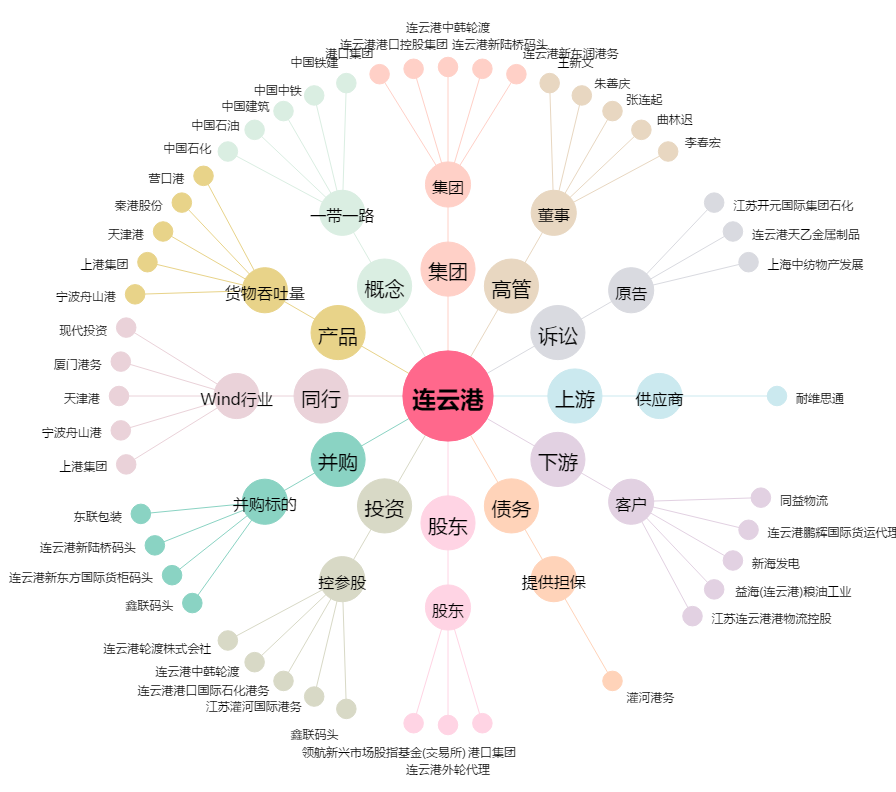 连云港中韩轮渡
连云港港口控股集团
连云港新陆桥码头
港口集团
连云港新东润港务
中国铁建
中国中铁
中国建筑
中国石油
中国石化
王新文
朱善庆
张连起
曲林迟
李春宏
集团
集团
一带一路
概念
董事
高管
营口港
秦港股份
天津港
上港集团
宁波舟山港
货物吞吐量
产品
江苏开元国际集团石化
连云港天乙金属制品
上海中纺物产发展
原告
诉讼
现代投资
厦门港务
天津港
宁波舟山港
上港集团
Wind行业
同行
连云港
上游
供应商
耐维思通
并购
并购标的
东联包装
连云港新陆桥码头
连云港新东方国际货柜码头
鑫联码头
下游
客户
同益物流
连云港鹏辉国际货运代理
新海发电
益海(连云港)粮油工业
江苏连云港港物流控股
投资
控参股
连云港轮渡株式会社
连云港中韩轮渡
连云港港口国际石化港务
江苏灌河国际港务
鑫联码头
股东
股东
领航新兴市场股指基金(交易所)
港口集团
连云港外轮代理
债务
提供担保
灌河港务